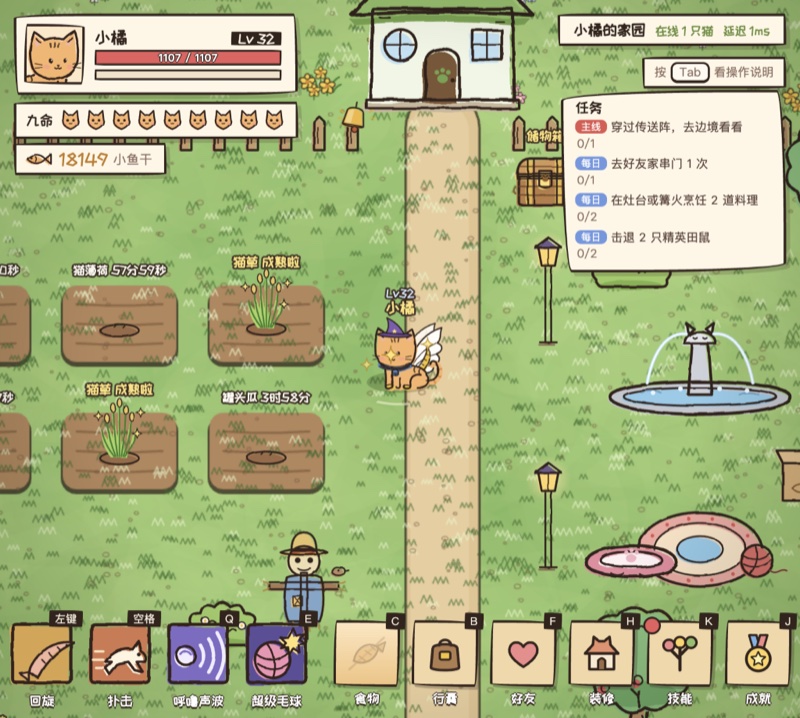 小橘 Lv 32
1107 / 1107
九命
18149 小鱼干
小橘的家园 在线 1 只猫 延迟 1ms
按 Tab 看操作说明
任务
主线 穿过传送阵，去边境看看
0/1
每日 去好友家串门 1 次
0/1
每日 在灶台或篝火烹饪 2 道料理
0/2
每日 击退 2 只精英田鼠
0/2
储物箱
猫薄荷 57分59秒
猫草 成熟啦
Lv32
小橘
猫草 成熟啦
罐头瓜 3时58分
左键
回旋
空格
扑击
Q
呼噜声波
E
超级毛球
C
食物
B
行囊
F
好友
H
装修
K
技能
J
成就